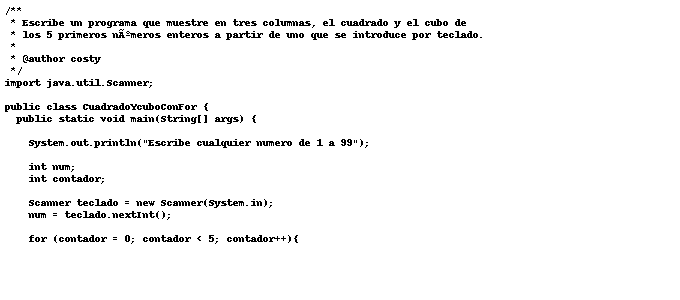 /**
 * Escribe un programa que muestre en tres columnas, el cuadrado y el cubo de
 * los 5 primeros nÃºmeros enteros a partir de uno que se introduce por teclado.
 *
 * @author costy
 */
import java.util.Scanner;

public class CuadradoYcuboConFor {
  public static void main(String[] args) {

    System.out.println("Escribe cualquier numero de 1 a 99");

    int num;
    int contador;

    Scanner teclado = new Scanner(System.in);
    num = teclado.nextInt();

    for (contador = 0; contador < 5; contador++){